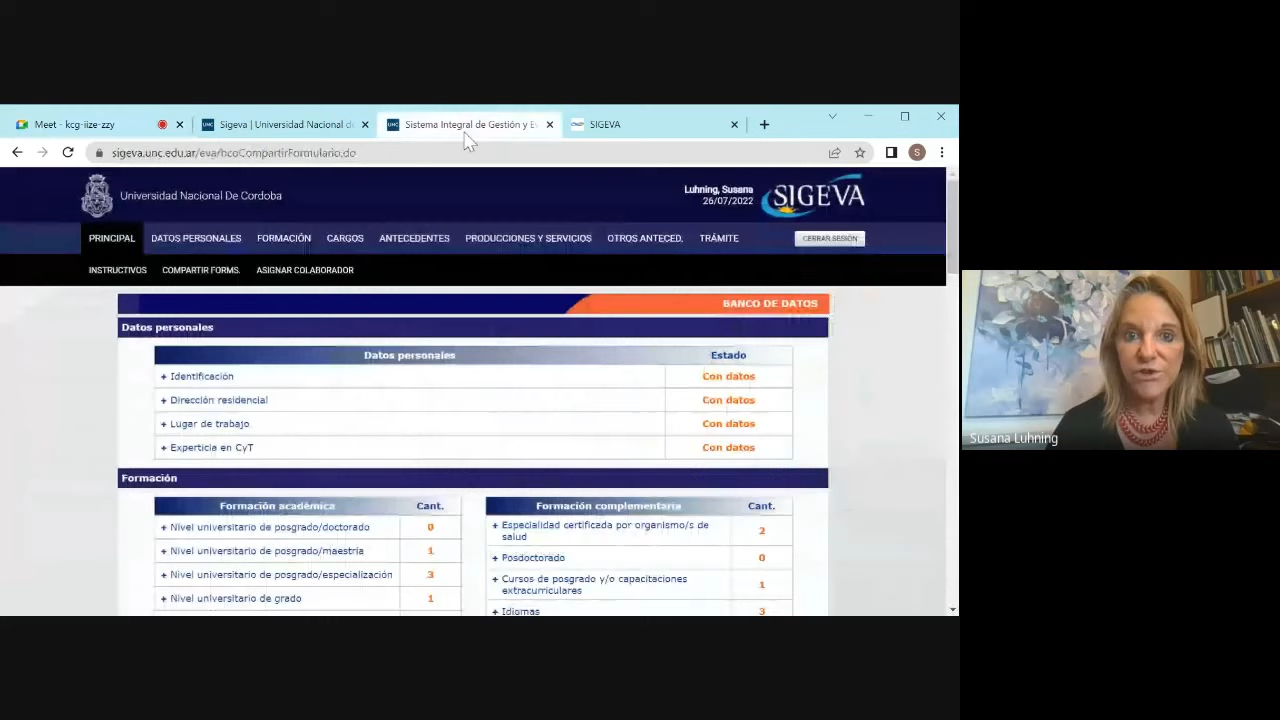 Meet - kcg-iize-zzy
Sigeva | Universidad Nacional de
Sistema Integral de Gestión y Ev
SIGEVA
sigeva.unc.edu.ar/eva/bcoCompartirFormulario.do
S
Universidad Nacional De Cordoba
Luhning, Susana
26/07/2022
SIGEVA
PRINCIPAL DATOS PERSONALES FORMACIÓN CARGOS ANTECEDENTES PRODUCCIONES Y SERVICIOS OTROS ANTECED. TRÁMITE
CERRAR SESIÓN
INSTRUCTIVOS COMPARTIR FORMS. ASIGNAR COLABORADOR
BANCO DE DATOS
Datos personales
Datos personales Estado
+ Identificación Con datos
+ Dirección residencial Con datos
+ Lugar de trabajo Con datos
+ Experticia en CyT Con datos
Formación
Formación académica Cant.
+ Nivel universitario de posgrado/doctorado 0
+ Nivel universitario de posgrado/maestría 1
+ Nivel universitario de posgrado/especialización 3
+ Nivel universitario de grado 1
Formación complementaria Cant.
+ Especialidad certificada por organismo/s de
salud 2
+ Posdoctorado 0
+ Cursos de posgrado y/o capacitaciones
extracurriculares 1
+ Idiomas 3
Susana Luhning